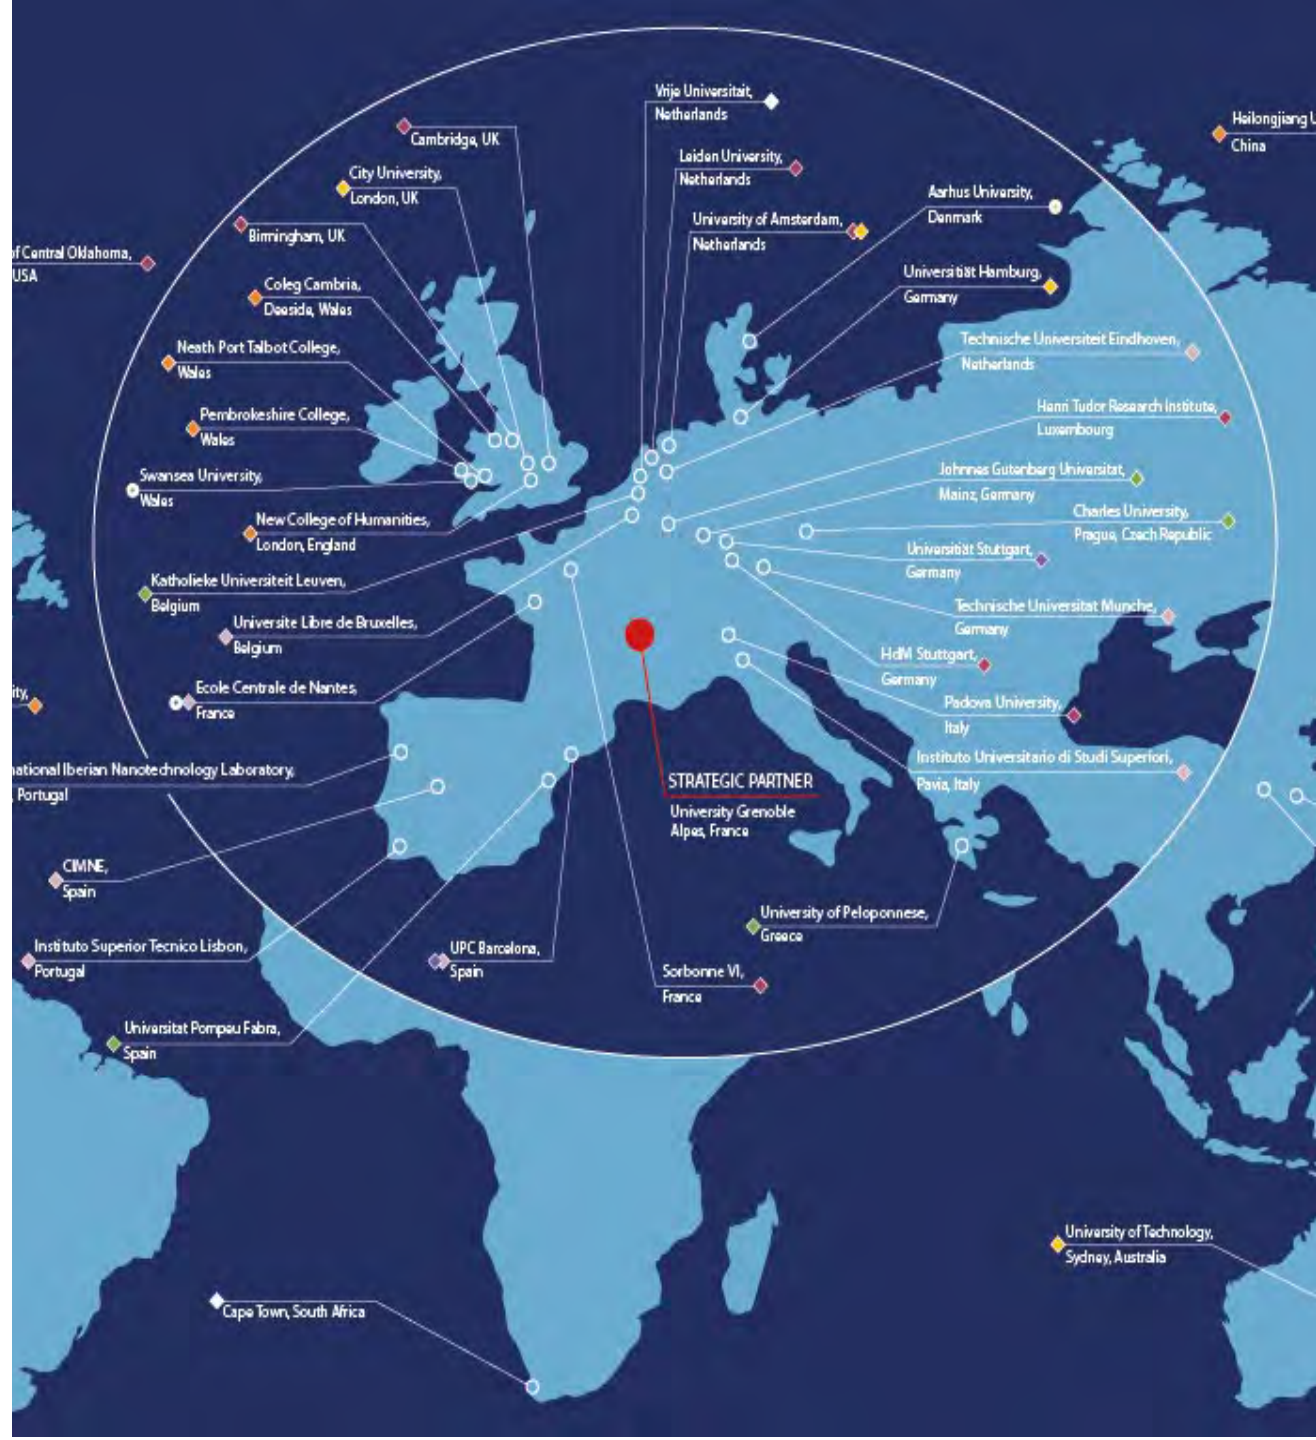 Vrije Universitait,
Netherlands
Cambridge, UK
Heilongjiang U
China
Leiden University,
Netherlands
City University,
London, UK
Aarhus University,
Denmark
University of Amsterdam,
Netherlands
Birmingham, UK
of Central Oklahoma,
USA
Universitiät Hamburg,
Germany
Coleg Cambria,
Deeside, Wales
Technische Universiteit Eindhoven,
Netherlands
Neath Port Talbot College,
Wales
Henri Tudor Research Institute,
Luxembourg
Pembrokeshire College,
Wales
Johnnes Gutenberg Universitat,
Mainz, Germany
Swansea University,
Wales
Charles University,
Prague, Czech Republic
New College of Humanities,
London, England
Universitiät Stuttgart,
Germany
Katholieke Universiteit Leuven,
Belgium
Technische Universitat Munche,
Germany
Universite Libre de Bruxelles,
Belgium
HdM Stuttgart,
Germany
Ecole Centrale de Nantes,
France
ity,
Padova University,
Italy
national Iberian Nanotechnology Laboratory,
, Portugal
Instituto Universitario di Studi Superiori,
Pavia, Italy
STRATEGIC PARTNER
University Grenoble
Alpes, France
CIMNE,
Spain
University of Peloponnese,
Greece
Instituto Superior Tecnico Lisbon,
Portugal
UPC Barcelona,
Spain
Sorbonne VI,
France
Universitat Pompeu Fabra,
Spain
University of Technology,
Sydney, Australia
Cape Town, South Africa